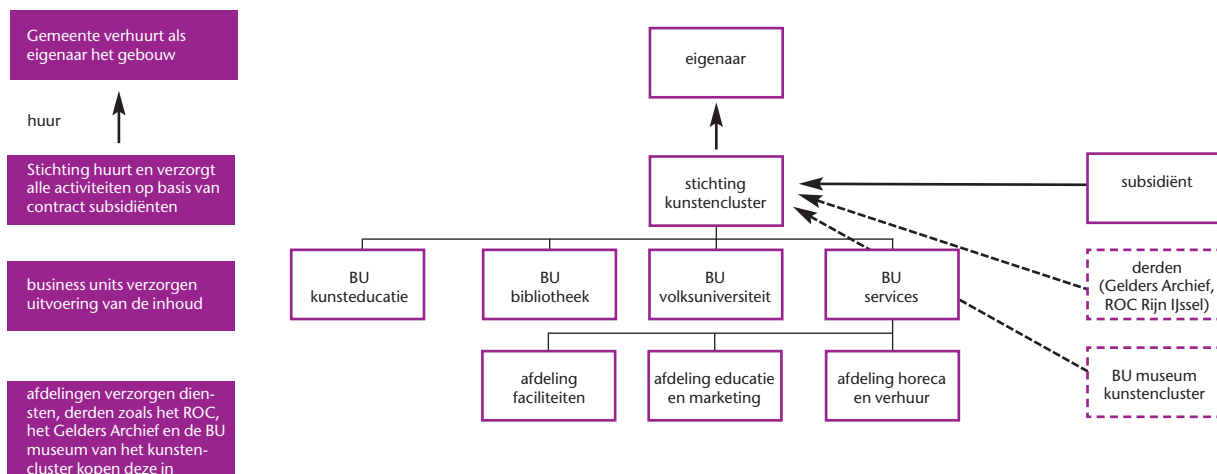 Gemeente verhuurt als
eigenaar het gebouw
huur
Stichting huurt en verzorgt
alle activiteiten op basis van
contract subsidiënten
business units verzorgen
uitvoering van de inhoud
afdelingen verzorgen dien-
sten, derden zoals het ROC,
het Gelders Archief en de BU
museum van het kunsten-
cluster kopen deze in
eigenaar
stichting
kunstencluster
subsidiënt
BU
kunsteducatie
BU
bibliotheek
BU
volksuniversiteit
BU
services
derden
(Gelders Archief,
ROC Rijn IJssel)
afdeling
faciliteiten
afdeling educatie
en marketing
afdeling horeca
en verhuur
BU museum
kunstencluster